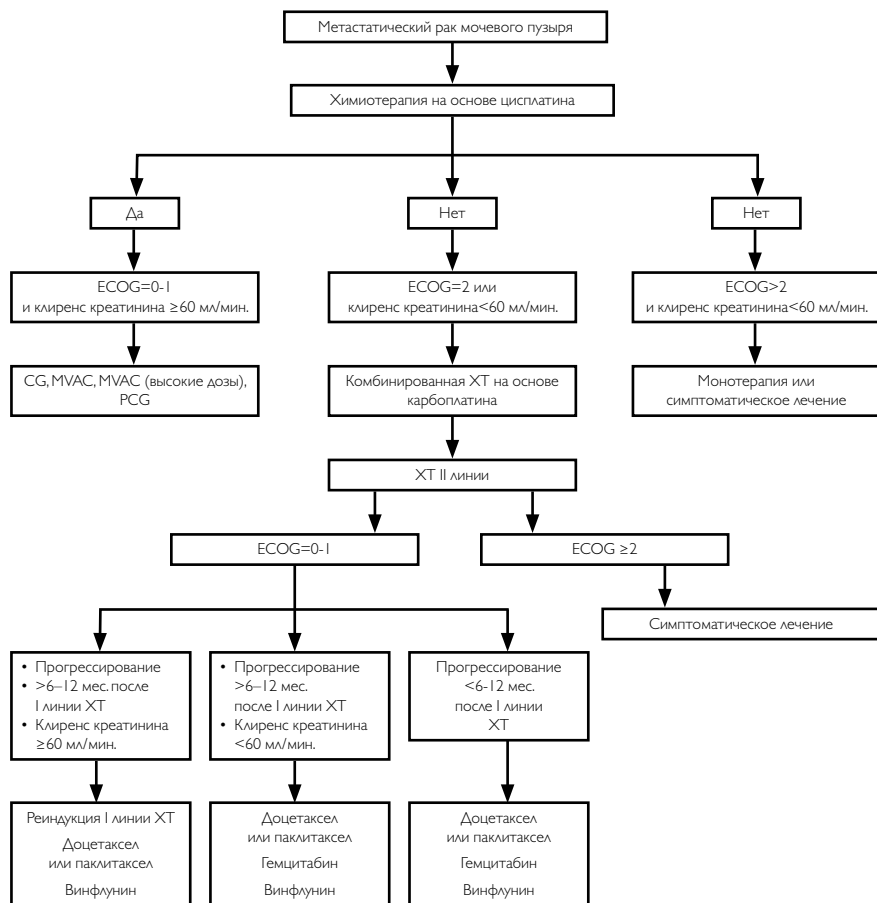 Метастатический рак мочевого пузыря
Химиотерапия на основе цисплатина
Да
Нет
Нет
ECOG=0-1
и клиренс креатинина ≥60 мл/мин.
ECOG=2 или
клиренс креатинина<60 мл/мин.
ECOG>2
и клиренс креатинина<60 мл/мин.
CG, MVAC, MVAC (высокие дозы),
PCG
Комбинированная ХТ на основе
карбоплатина
Монотерапия или
симптоматическое лечение
ХТ II линии
ECOG=0-1
ECOG ≥2
Симптоматическое лечение
• Прогрессирование
• >6–12 мес. после
I линии ХТ
• Клиренс креатинина
≥60 мл/мин.
• Прогрессирование
>6–12 мес.
после I линии ХТ
• Клиренс креатинина
<60 мл/мин.
Прогрессирование
<6-12 мес.
после I линии
ХТ
Реиндукция I линии ХТ
Доцетаксел
или паклитаксел
Винфлунин
Доцетаксел
или паклитаксел
Гемцитабин
Винфлунин
Доцетаксел
или паклитаксел
Гемцитабин
Винфлунин